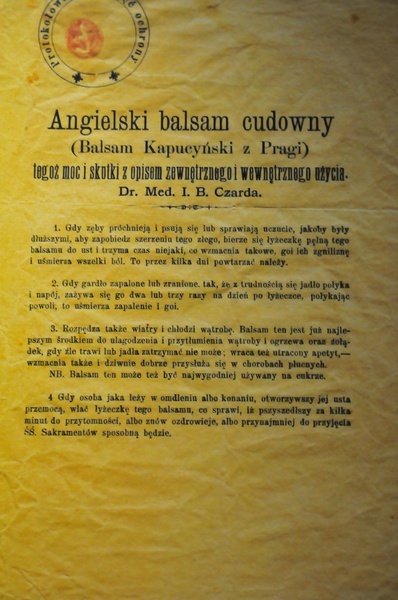 Protokołow ochrony
Angielski balsam cudowny
(Balsam Kapucyński z Pragi)
tegoż moc i skutki z opisem zewnętrznego i wewnętrznego użycia.
Dr. Med. I. B. Czarda.
1. Gdy zęby próchnieją i psują się lub sprawiają uczucie, jakoby były
dłuższymi, aby zapobiedz szerzeniu tego złego, bierze się łyżeczkę pełną tego
balsamu do ust i trzyma czas niejaki, co wzmacnia takowe, goi ich zgniliznę
i uśmierza wszelki ból. To przez kilka dni powtarzać należy.
2. Gdy gardło zapalone lub zranione, tak, że z trudnością się jadło połyka
i napój, zażywa się go dwa lub trzy razy na dzień po łyżeczce, połykając
powoli, to uśmierza zapalenie i goi.
3. Rozpędza także wiatry i chłodzi wątrobę. Balsam ten jest już najle-
pszym środkiem do ułagodzenia i przytłumienia wątroby i ogrzewa oraz żołą-
dek, gdy źle trawi lub jadła zatrzymać nie może; wraca też utracony apetyt,—
wzmacnia także i dziwnie dobrze przysłuża się w chorobach płucnych.
NB. Balsam ten może też być najwygodniej używany na cukrze.
4 Gdy osoba jaka leży w omdleniu albo konaniu, otworzywszy jej usta
przemocą, wlać łyżeczkę tego balsamu, co sprawi, iż pszyszedłszy za kilka
minut do przytomności, albo znów ozdrowieje, albo przynajmniej do przyjęcia
ŚŚ. Sakramentów sposobną będzie.